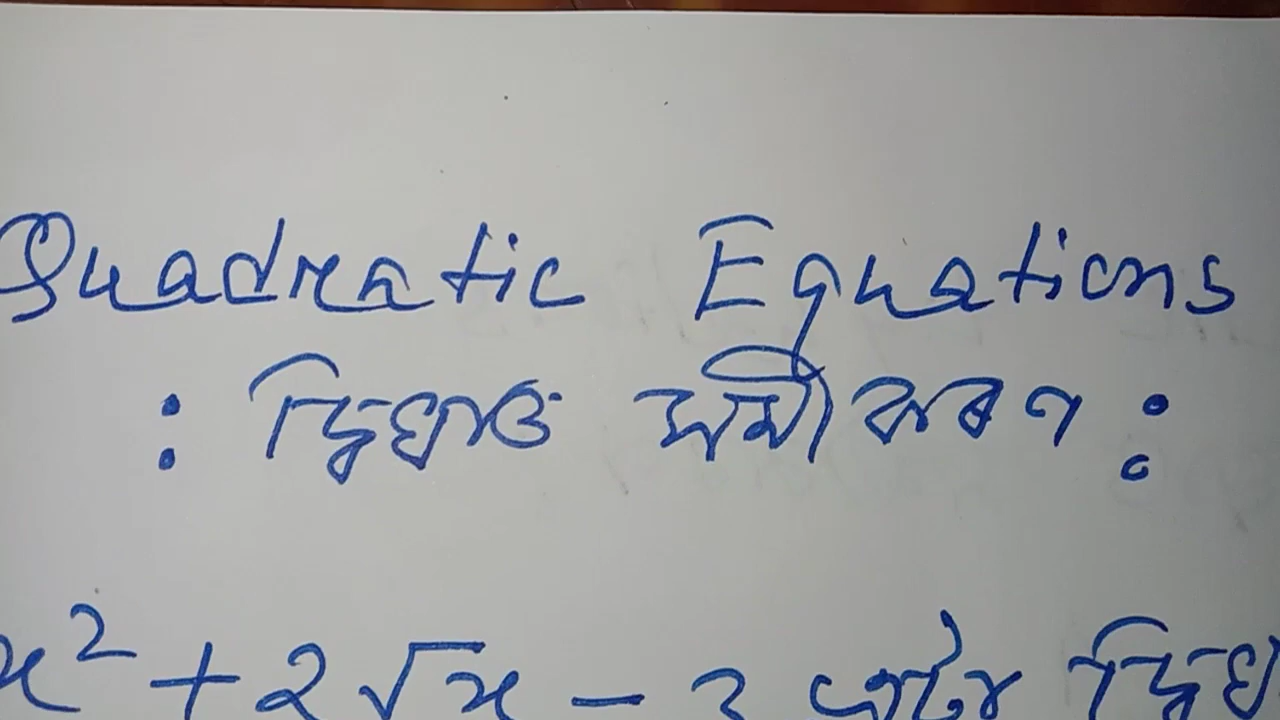 Quadratic Equations
: দ্বিঘাত সমীকৰণ :
x² + 2√x - 3